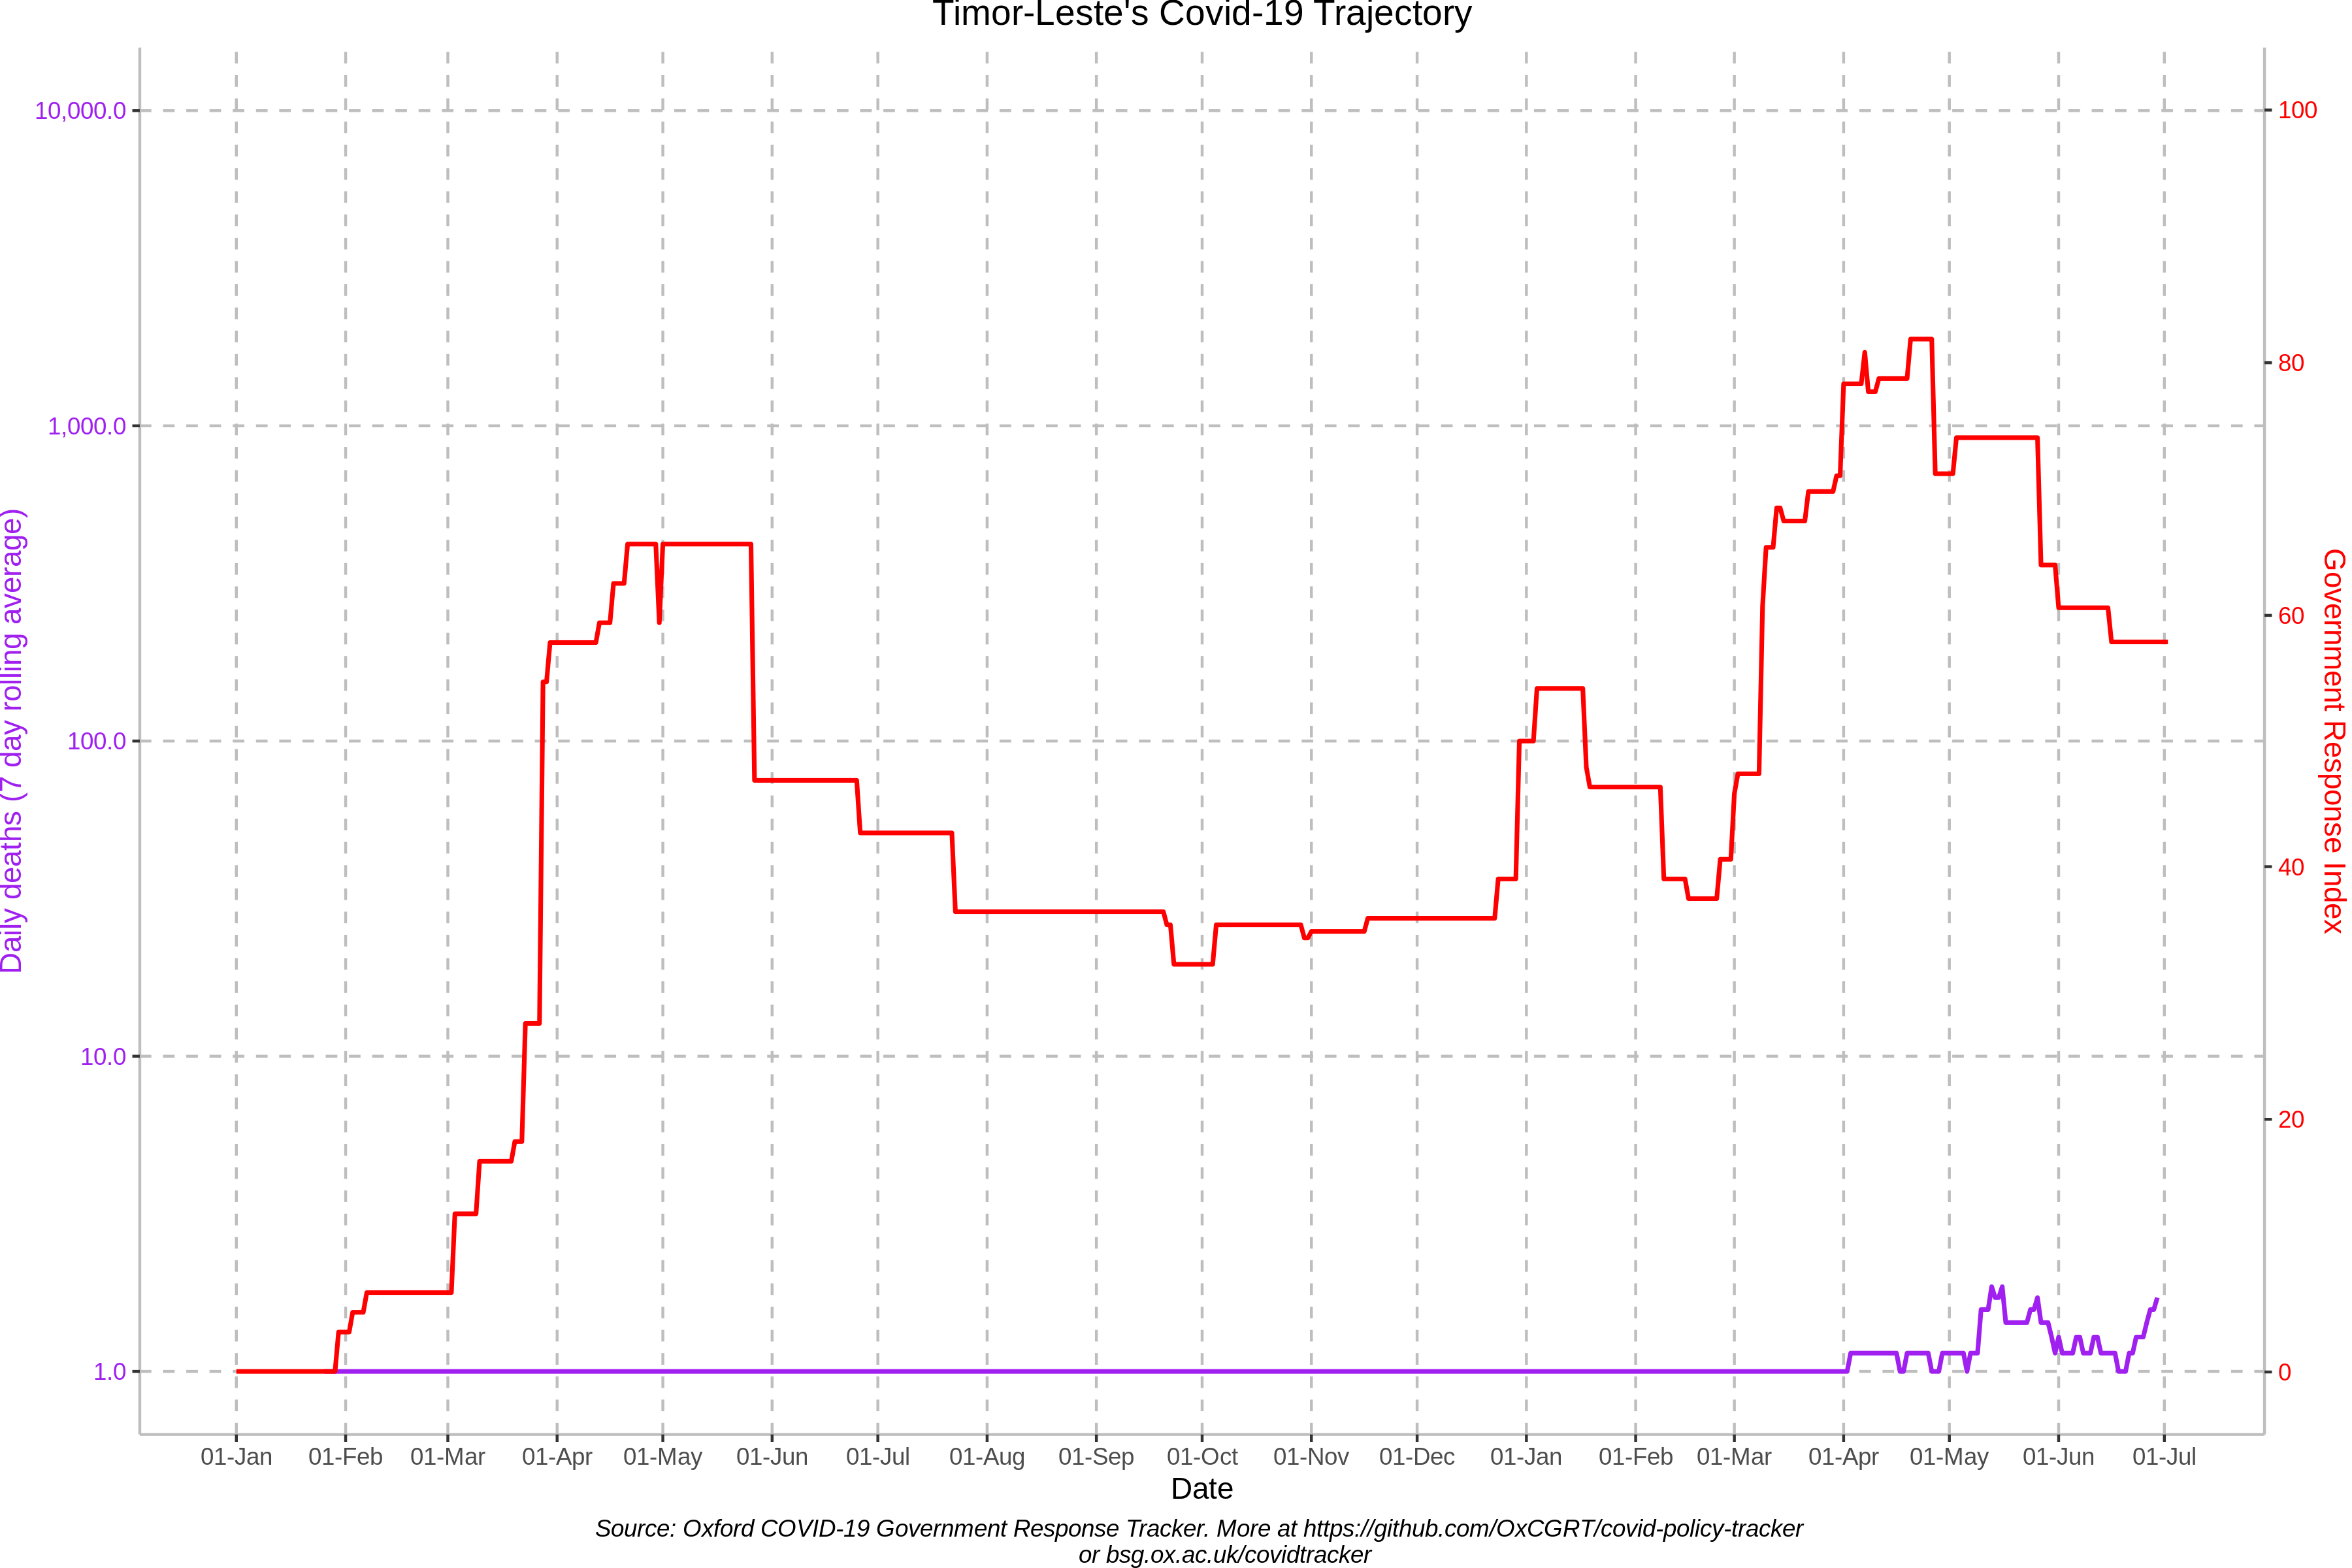 Timor-Leste's Covid-19 Trajectory
10,000.0
1,000.0
100.0
10.0
1.0
Daily deaths (7 day rolling average)
100
80
60
40
20
0
Government Response Index
01-Jan 01-Feb 01-Mar 01-Apr 01-May 01-Jun 01-Jul 01-Aug 01-Sep 01-Oct 01-Nov 01-Dec 01-Jan 01-Feb 01-Mar 01-Apr 01-May 01-Jun 01-Jul
Date
Source: Oxford COVID-19 Government Response Tracker. More at https://github.com/OxCGRT/covid-policy-tracker
or bsg.ox.ac.uk/covidtracker